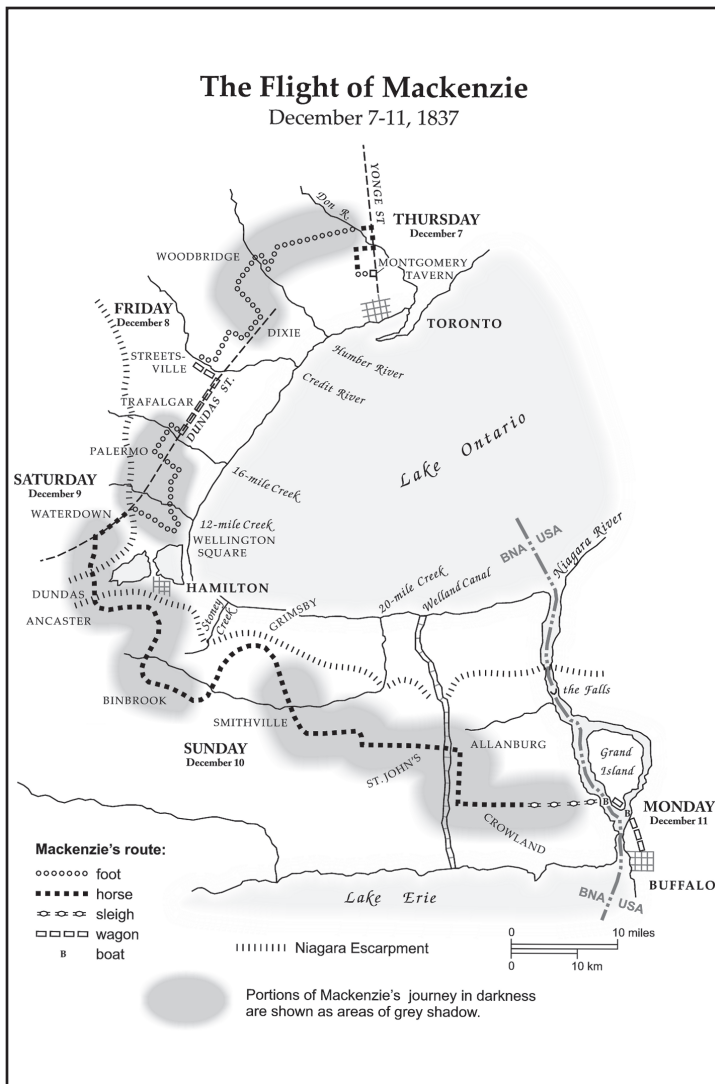 The Flight of Mackenzie
December 7-11, 1837
YONGE ST
Don R.
THURSDAY
December 7
WOODBRIDGE
MONTGOMERY
TAVERN
FRIDAY
December 8
DIXIE
TORONTO
STREETS-
VILLE
Humber River
Credit River
TRAFALGAR
DUNDAS ST.
Lake Ontario
PALERMO
16-mile Creek
SATURDAY
December 9
WATERDOWN
12-mile Creek
WELLINGTON
SQUARE
BNA
USA
Niagara River
DUNDAS
HAMILTON
20-mile Creek
Welland Canal
ANCASTER
Stoney
Creek
GRIMSBY
BINBROOK
the Falls
SMITHVILLE
SUNDAY
December 10
ST. JOHN'S
ALLANBURG
Grand
Island
B
B
MONDAY
December 11
CROWLAND
BUFFALO
Lake Erie
BNA
USA
Mackenzie's route:
foot
horse
sleigh
wagon
B boat
Niagara Escarpment
0 10 miles
0 10 km
Portions of Mackenzie's journey in darkness
are shown as areas of grey shadow.